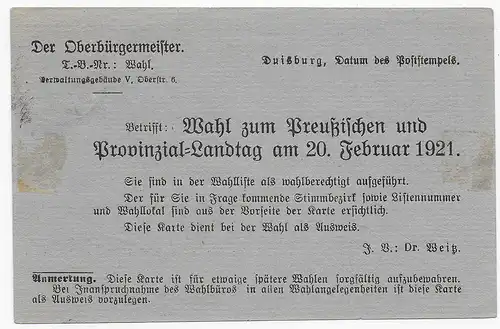 Der Oberbürgermeister.
T.-B.-Nr.: Wahl.
Verwaltungsgebäude V, Oberstr. 6.
Duisburg, Datum des Poststempels.
Betrifft: Wahl zum Preußischen und
Provinzial-Landtag am 20. Februar 1921.
Sie sind in der Wahlliste als wahlberechtigt aufgeführt.
Der für Sie in Frage kommende Stimmbezirk sowie Listennummer
und Wahllokal sind aus der Vorseite der Karte ersichtlich.
Diese Karte dient bei der Wahl als Ausweis.
J. V.: Dr. Weitz.
Anmerkung. Diese Karte ist für etwaige spätere Wahlen sorgfältig aufzubewahren.
Bei Inanspruchnahme des Wahlbüros in allen Wahlangelegenheiten ist diese Karte
als Ausweis vorzulegen.